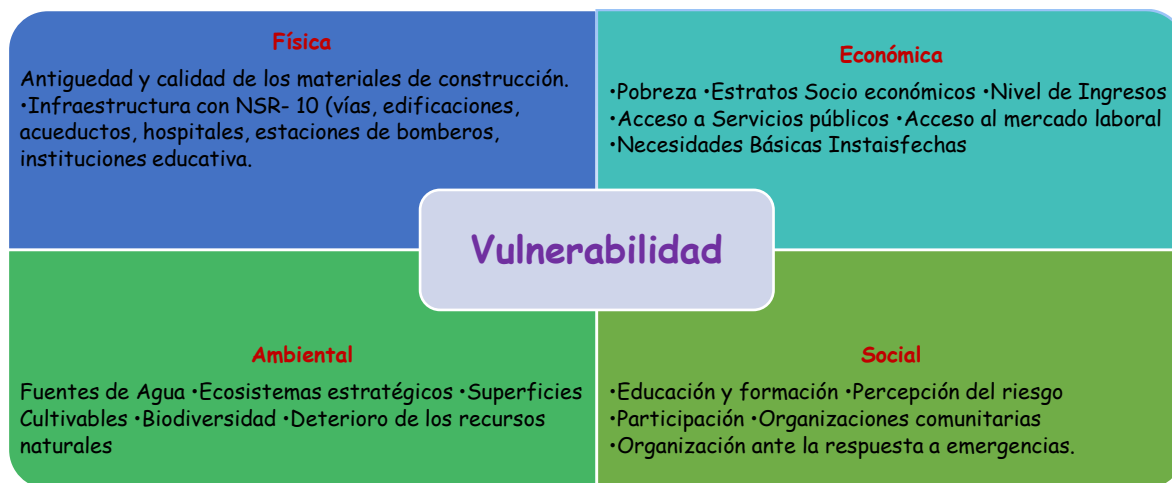 Física
Antiguedad y calidad de los materiales de construcción.
•Infraestructura con NSR- 10 (vías, edificaciones,
acueductos, hospitales, estaciones de bomberos,
instituciones educativa.
Económica
•Pobreza •Estratos Socio económicos •Nivel de Ingresos
•Acceso a Servicios públicos •Acceso al mercado laboral
•Necesidades Básicas Instaisfechas
Vulnerabilidad
Ambiental
Fuentes de Agua •Ecosistemas estratégicos •Superficies
Cultivables •Biodiversidad •Deterioro de los recursos
naturales
Social
•Educación y formación •Percepción del riesgo
•Participación •Organizaciones comunitarias
•Organización ante la respuesta a emergencias.